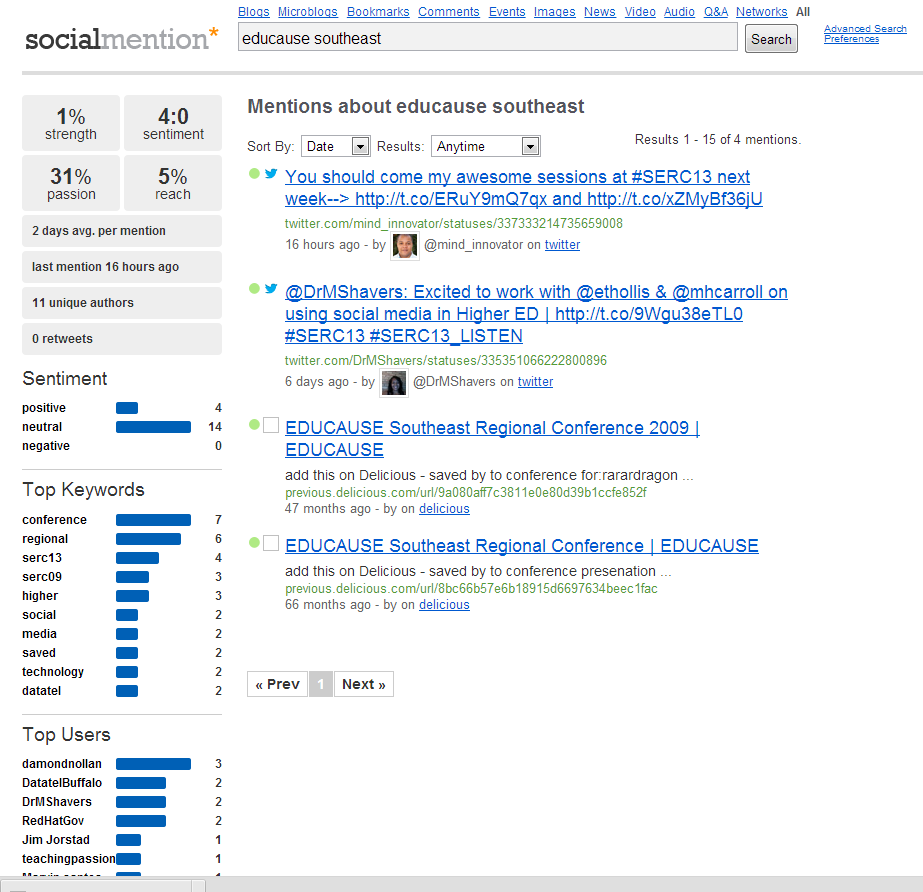 Blogs Microblogs Bookmarks Comments Events Images News Video Audio Q&A Networks All
socialmention*
educause southeast
Search
Advanced Search
Preferences
1%
strength
4:0
sentiment
31%
passion
5%
reach
2 days avg. per mention
last mention 16 hours ago
11 unique authors
0 retweets
Sentiment
positive 4
neutral 14
negative 0
Top Keywords
conference 7
regional 6
serc13 4
serc09 3
higher 3
social 2
media 2
saved 2
technology 2
datatel 2
Top Users
damondnollan 3
DatatelBuffalo 2
DrMShavers 2
RedHatGov 2
Jim Jorstad 1
teachingpassion 1
Mentions about educause southeast
Sort By: Date Results: Anytime
Results 1 - 15 of 4 mentions.
You should come my awesome sessions at #SERC13 next
week--> http://t.co/ERuY9mQ7qx and http://t.co/xZMyBf36jU
twitter.com/mind_innovator/statuses/337333214735659008
16 hours ago - by @mind_innovator on twitter
@DrMShavers: Excited to work with @ethollis & @mhcarroll on
using social media in Higher ED | http://t.co/9Wgu38eTL0
#SERC13 #SERC13_LISTEN
twitter.com/DrMShavers/statuses/335351066222800896
6 days ago - by @DrMShavers on twitter
EDUCAUSE Southeast Regional Conference 2009 |
EDUCAUSE
add this on Delicious - saved by to conference for:rarardragon ...
previous.delicious.com/url/9a080aff7c3811e0e80d39b1ccfe852f
47 months ago - by on delicious
EDUCAUSE Southeast Regional Conference | EDUCAUSE
add this on Delicious - saved by to conference presenation ...
previous.delicious.com/url/8bc66b57e6b18915d6697634beec1fac
66 months ago - by on delicious
« Prev 1 Next »